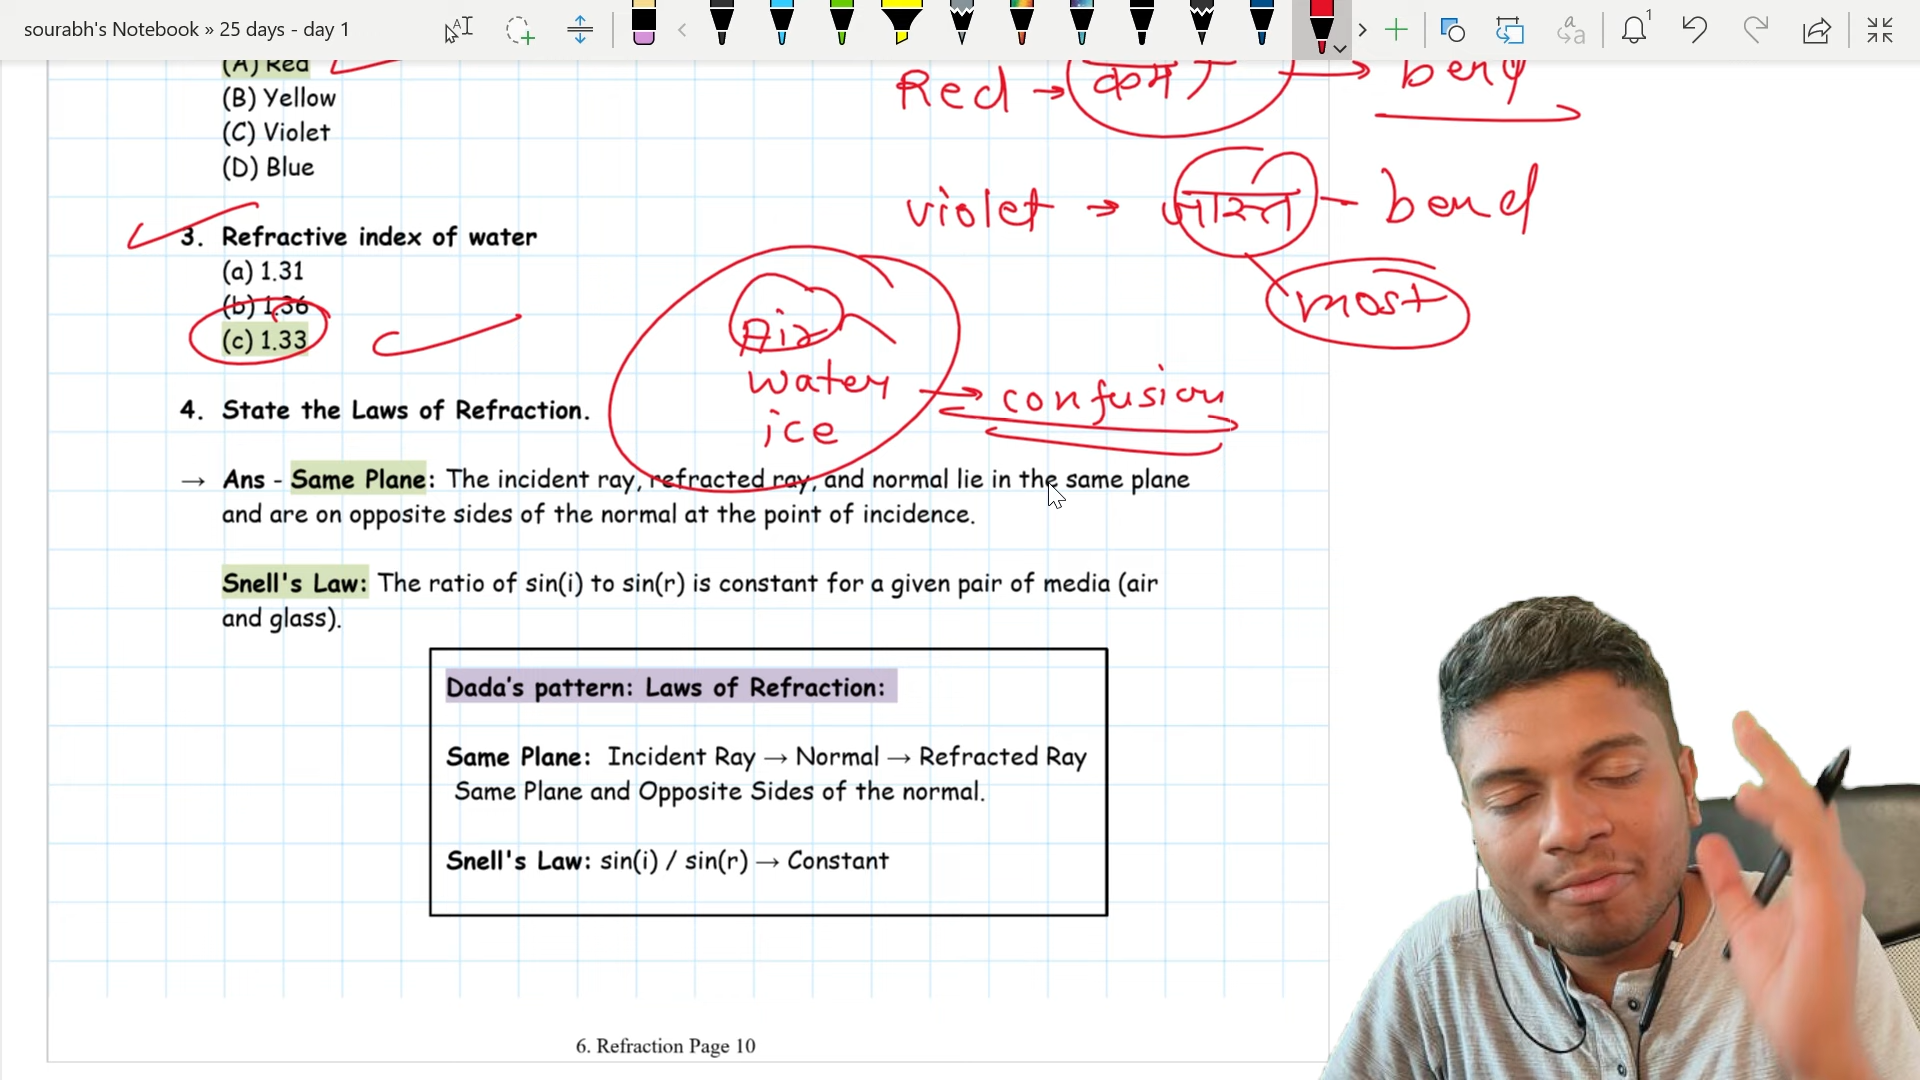 sourabh's Notebook » 25 days - day 1
(A) Red
(B) Yellow
(C) Violet
(D) Blue
Red → कमी → bend
violet → जास्त - bend
most
3. Refractive index of water
(a) 1.31
(b) 1.36
(c) 1.33
Air
water → confusion
ice
4. State the Laws of Refraction.
→ Ans - Same Plane: The incident ray, refracted ray, and normal lie in the same plane
and are on opposite sides of the normal at the point of incidence.
Snell's Law: The ratio of sin(i) to sin(r) is constant for a given pair of media (air
and glass).
Dada's pattern: Laws of Refraction:
Same Plane: Incident Ray → Normal → Refracted Ray
Same Plane and Opposite Sides of the normal.
Snell's Law: sin(i) / sin(r) → Constant
6. Refraction Page 10